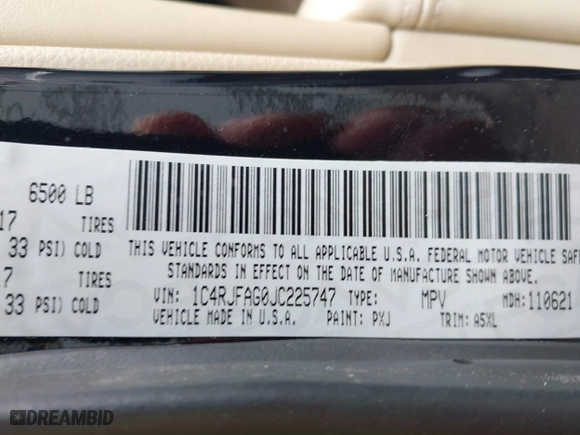 6500 LB
17 TIRES
33 PSI) COLD
7 TIRES
33 PSI) COLD
THIS VEHICLE CONFORMS TO ALL APPLICABLE U.S.A. FEDERAL MOTOR VEHICLE SAFE
STANDARDS IN EFFECT ON THE DATE OF MANUFACTURE SHOWN ABOVE.
VIN: 1C4RJFAG0JC225747 TYPE: MPV MDH:110621
VEHICLE MADE IN U.S.A. PAINT: PXJ TRIM: A5XL
DREAMBID